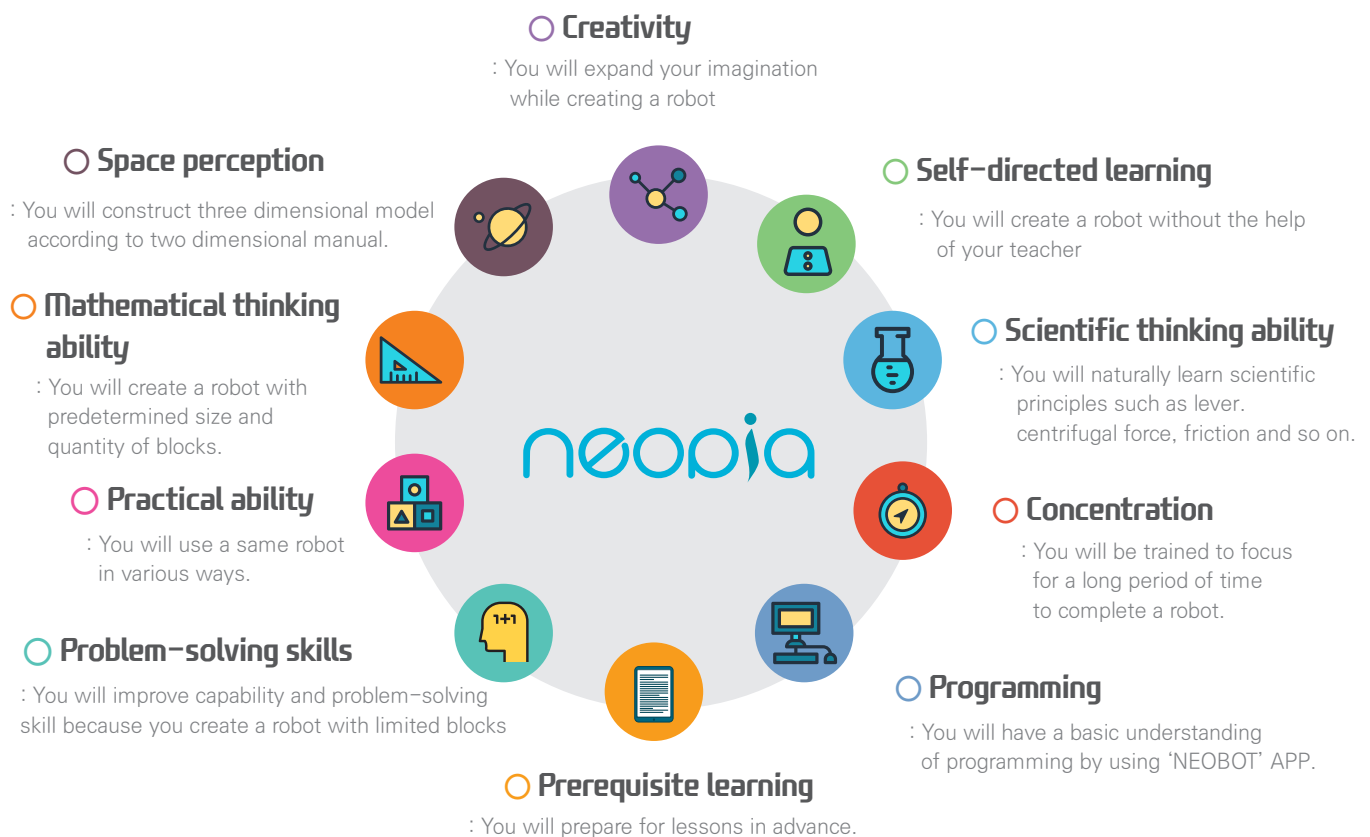 Creativity
: You will expand your imagination
while creating a robot
Self-directed learning
: You will create a robot without the help
of your teacher
Scientific thinking ability
: You will naturally learn scientific
principles such as lever.
centrifugal force, friction and so on.
Concentration
: You will be trained to focus
for a long period of time
to complete a robot.
Programming
: You will have a basic understanding
of programming by using ‘NEOBOT’ APP.
Prerequisite learning
: You will prepare for lessons in advance.
Problem-solving skills
: You will improve capability and problem-solving
skill because you create a robot with limited blocks
Practical ability
: You will use a same robot
in various ways.
Mathematical thinking
ability
: You will create a robot with
predetermined size and
quantity of blocks.
Space perception
: You will construct three dimensional model
according to two dimensional manual.
neopia
1+1